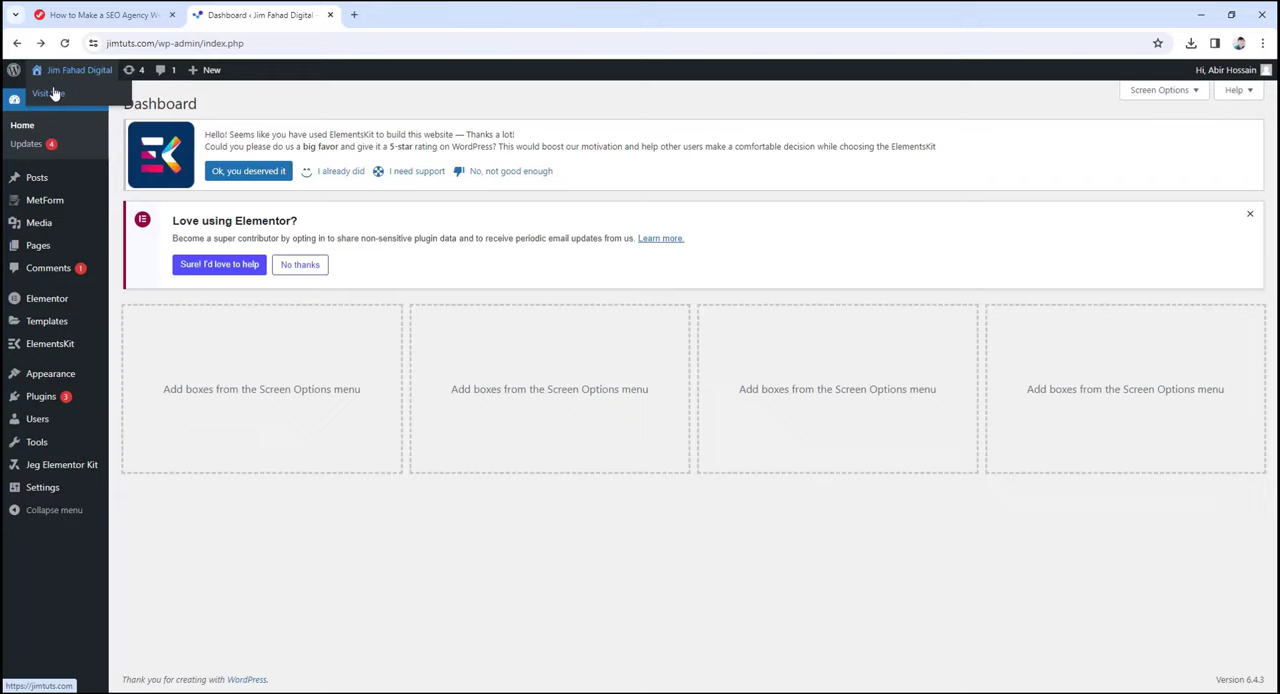 How to Make a SEO Agency We
Dashboard ‹ Jim Fahad Digital -
jimtuts.com/wp-admin/index.php
Jim Fahad Digital
4
1
New
Hi, Abir Hossain
Visit
Dashboard
Screen Options
Help
Home
Updates 4
Posts
MetForm
Media
Pages
Comments 1
Elementor
Templates
ElementsKit
Appearance
Plugins 3
Users
Tools
Jeg Elementor Kit
Settings
Collapse menu
Hello! Seems like you have used ElementsKit to build this website — Thanks a lot!
Could you please do us a big favor and give it a 5-star rating on WordPress? This would boost our motivation and help other users make a comfortable decision while choosing the ElementsKit
Ok, you deserved it
I already did
I need support
No, not good enough
Love using Elementor?
Become a super contributor by opting in to share non-sensitive plugin data and to receive periodic email updates from us. Learn more.
Sure! I'd love to help
No thanks
Add boxes from the Screen Options menu
Add boxes from the Screen Options menu
Add boxes from the Screen Options menu
Add boxes from the Screen Options menu
Thank you for creating with WordPress.
Version 6.4.3
https://jimtuts.com